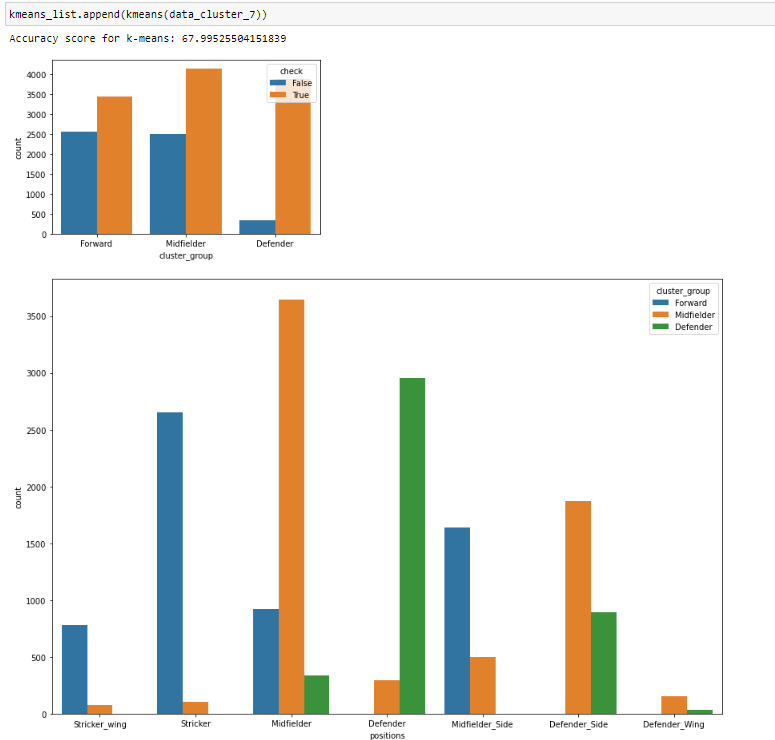 kmeans_list.append(kmeans(data_cluster_7))
Accuracy score for k-means: 67.99525504151839
check
False
True
4000
3500
3000
2500
2000
1500
1000
500
0
count
Forward Midfielder Defender
cluster_group
cluster_group
Forward
Midfielder
Defender
3500
3000
2500
2000
1500
1000
500
0
count
Stricker_wing Stricker Midfielder Defender Midfielder_Side Defender_Side Defender_Wing
positions